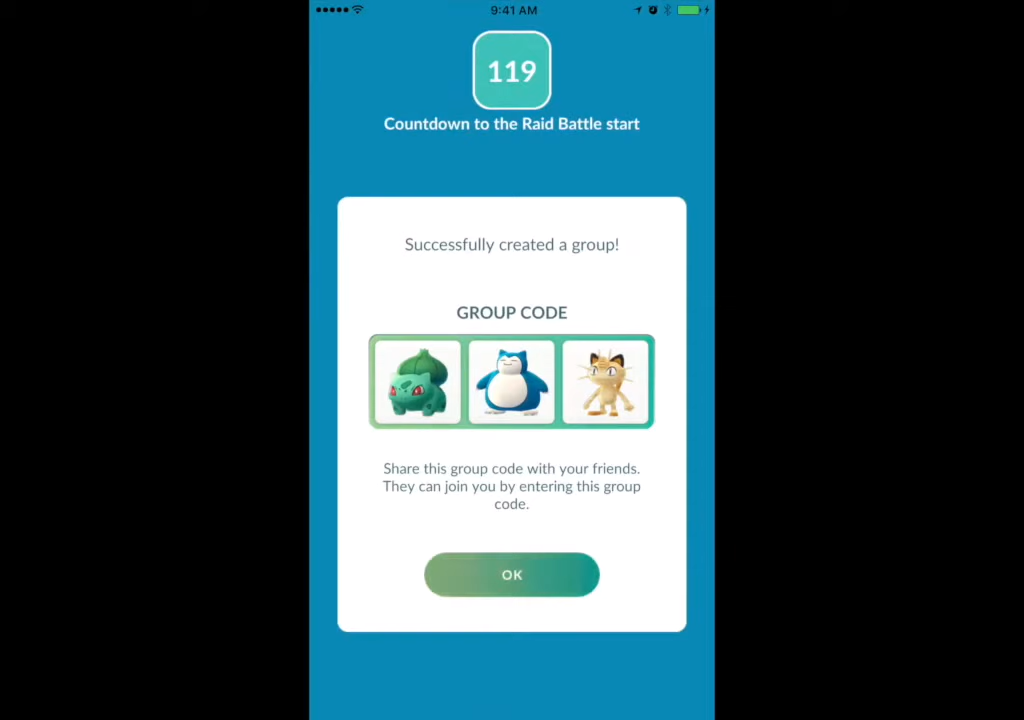 9:41 AM
119
Countdown to the Raid Battle start
Successfully created a group!
GROUP CODE
Share this group code with your friends.
They can join you by entering this group
code.
OK